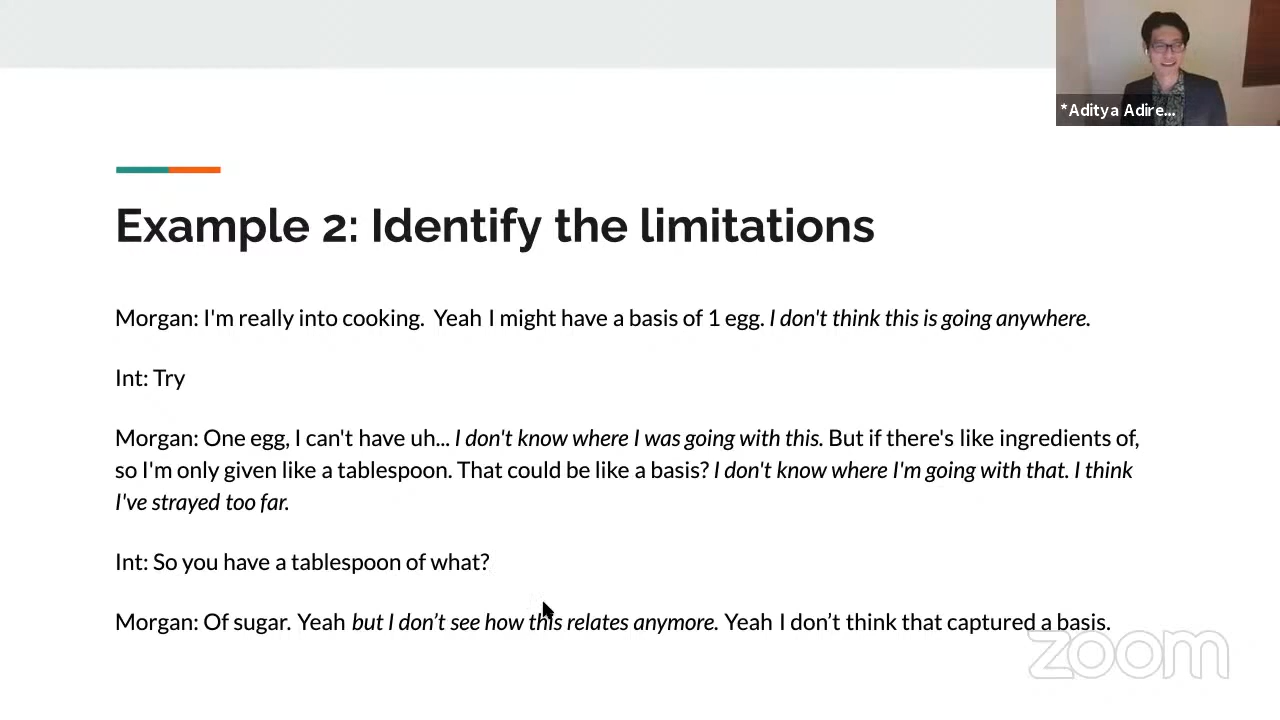 *Aditya Adire...
Example 2: Identify the limitations
Morgan: I'm really into cooking.  Yeah I might have a basis of 1 egg. I don't think this is going anywhere.
Int: Try
Morgan: One egg, I can't have uh... I don't know where I was going with this. But if there's like ingredients of,
so I'm only given like a tablespoon. That could be like a basis? I don't know where I'm going with that. I think
I've strayed too far.
Int: So you have a tablespoon of what?
Morgan: Of sugar. Yeah but I don’t see how this relates anymore. Yeah I don’t think that captured a basis.
zoom